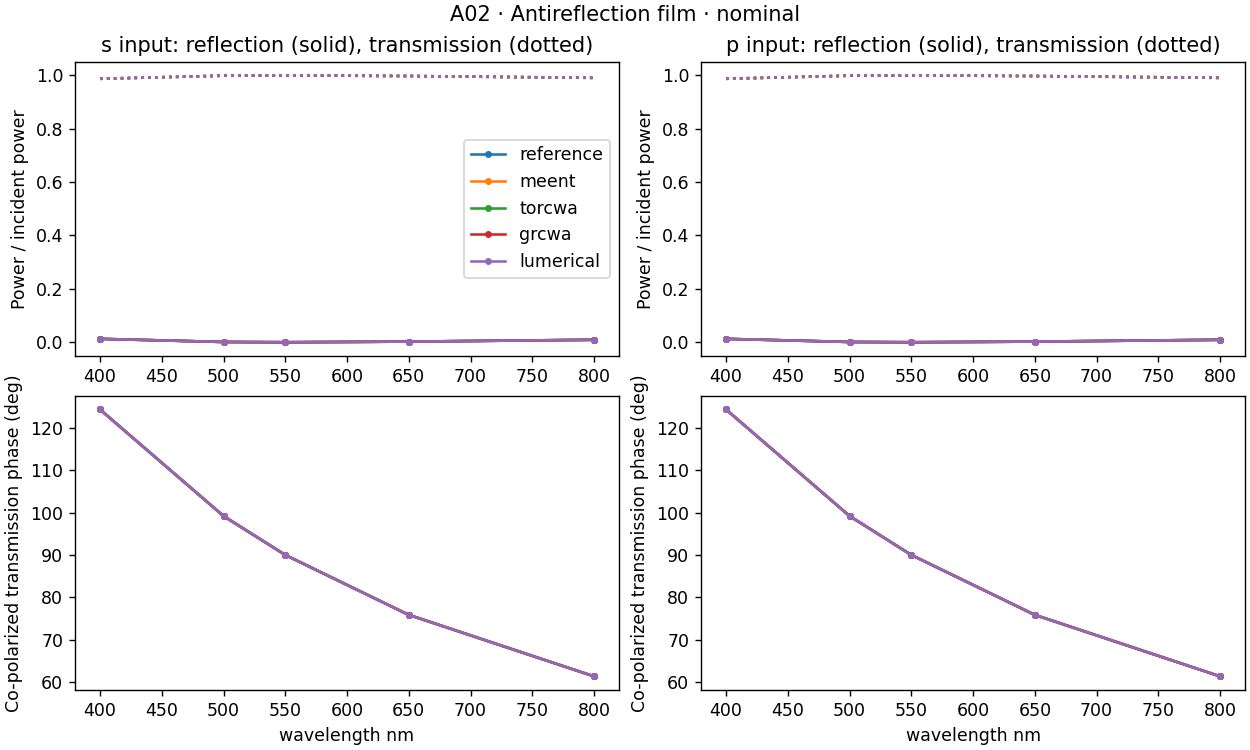 A02 · Antireflection film · nominal
s input: reflection (solid), transmission (dotted)
p input: reflection (solid), transmission (dotted)
Power / incident power
1.0
0.8
0.6
0.4
0.2
0.0
reference
meent
torcwa
grcwa
lumerical
400 450 500 550 600 650 700 750 800
Power / incident power
1.0
0.8
0.6
0.4
0.2
0.0
400 450 500 550 600 650 700 750 800
Co-polarized transmission phase (deg)
120
110
100
90
80
70
60
400 450 500 550 600 650 700 750 800
wavelength nm
Co-polarized transmission phase (deg)
120
110
100
90
80
70
60
400 450 500 550 600 650 700 750 800
wavelength nm